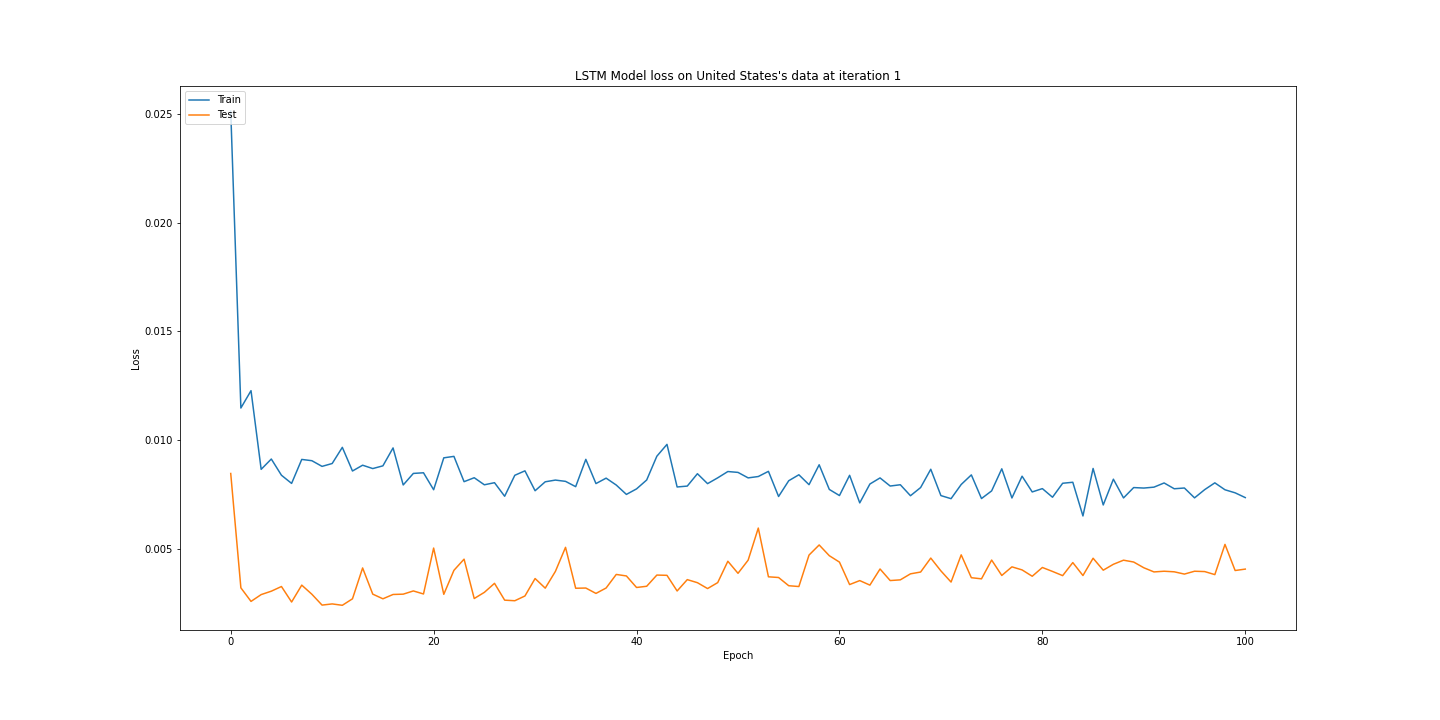 LSTM Model loss on United States's data at iteration 1
Train
Test
0.025
0.020
0.015
0.010
0.005
Loss
0 20 40 60 80 100
Epoch